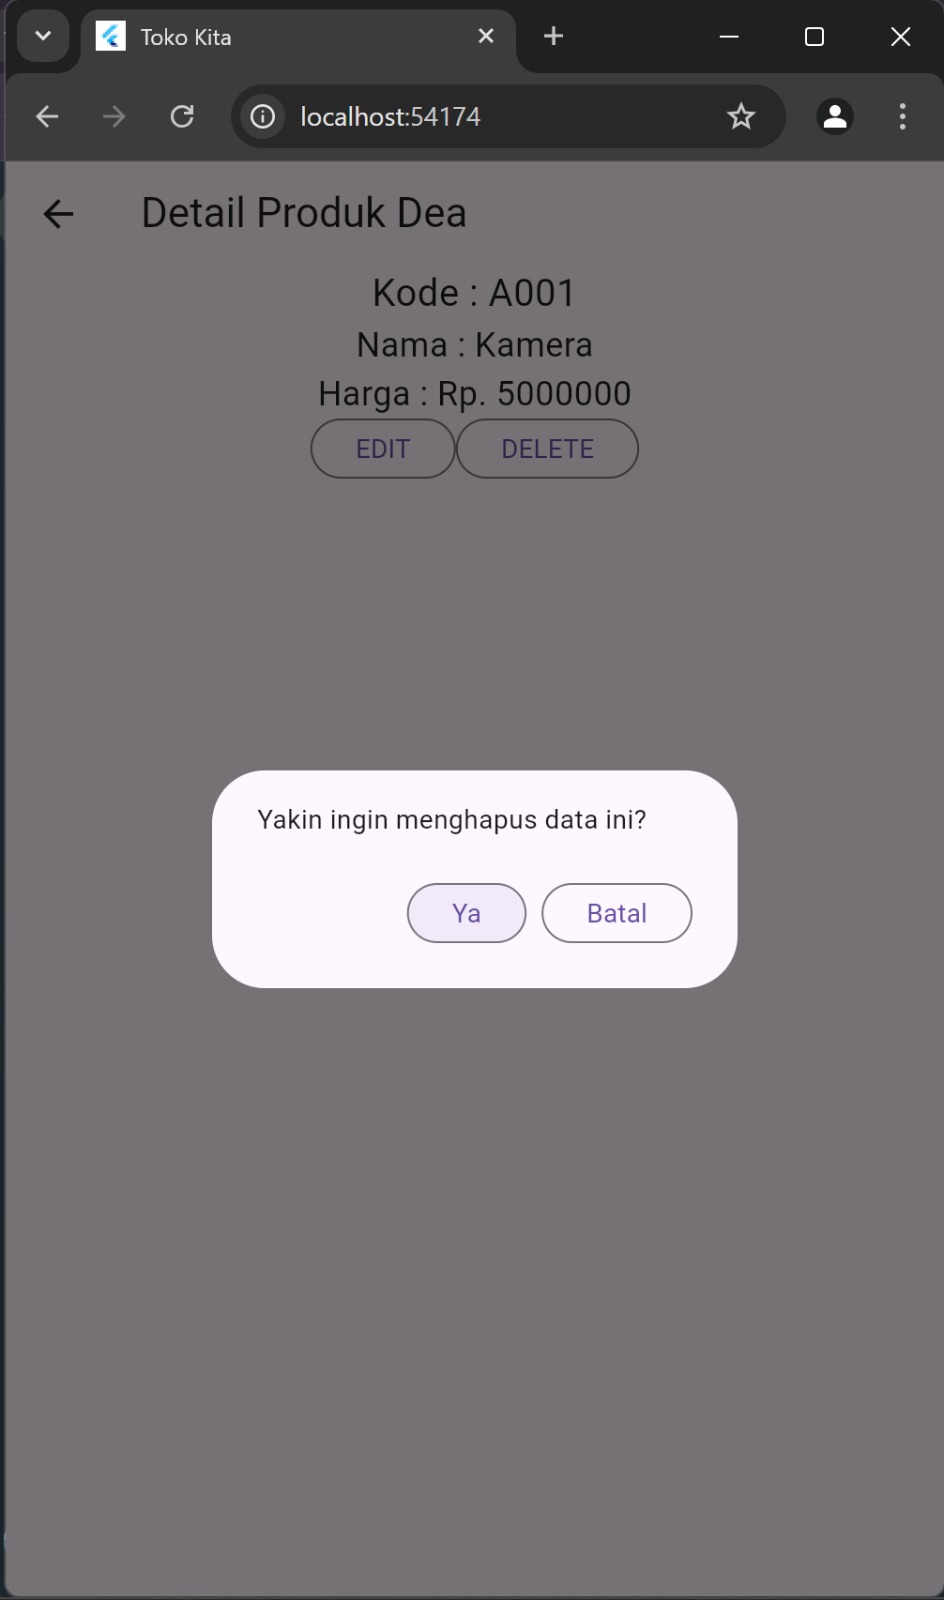 Toko Kita
localhost:54174
Detail Produk Dea
Kode : A001
Nama : Kamera
Harga : Rp. 5000000
EDIT DELETE
Yakin ingin menghapus data ini?
Ya Batal